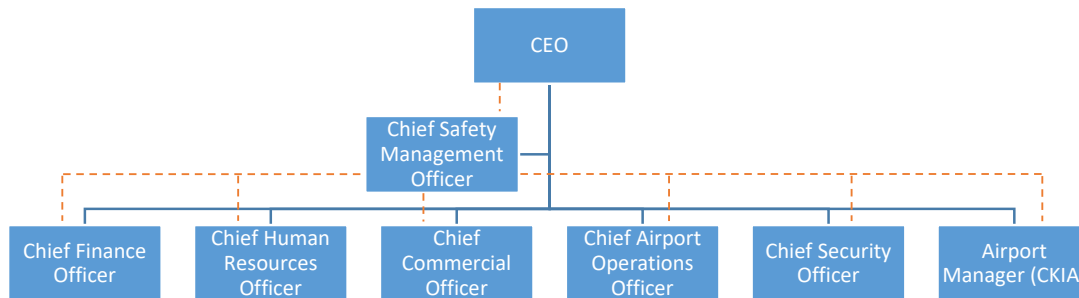 CEO
Chief Safety
Management
Officer
Chief Finance
Officer
Chief Human
Resources
Officer
Chief
Commercial
Officer
Chief Airport
Operations
Officer
Chief Security
Officer
Airport
Manager (CKIA